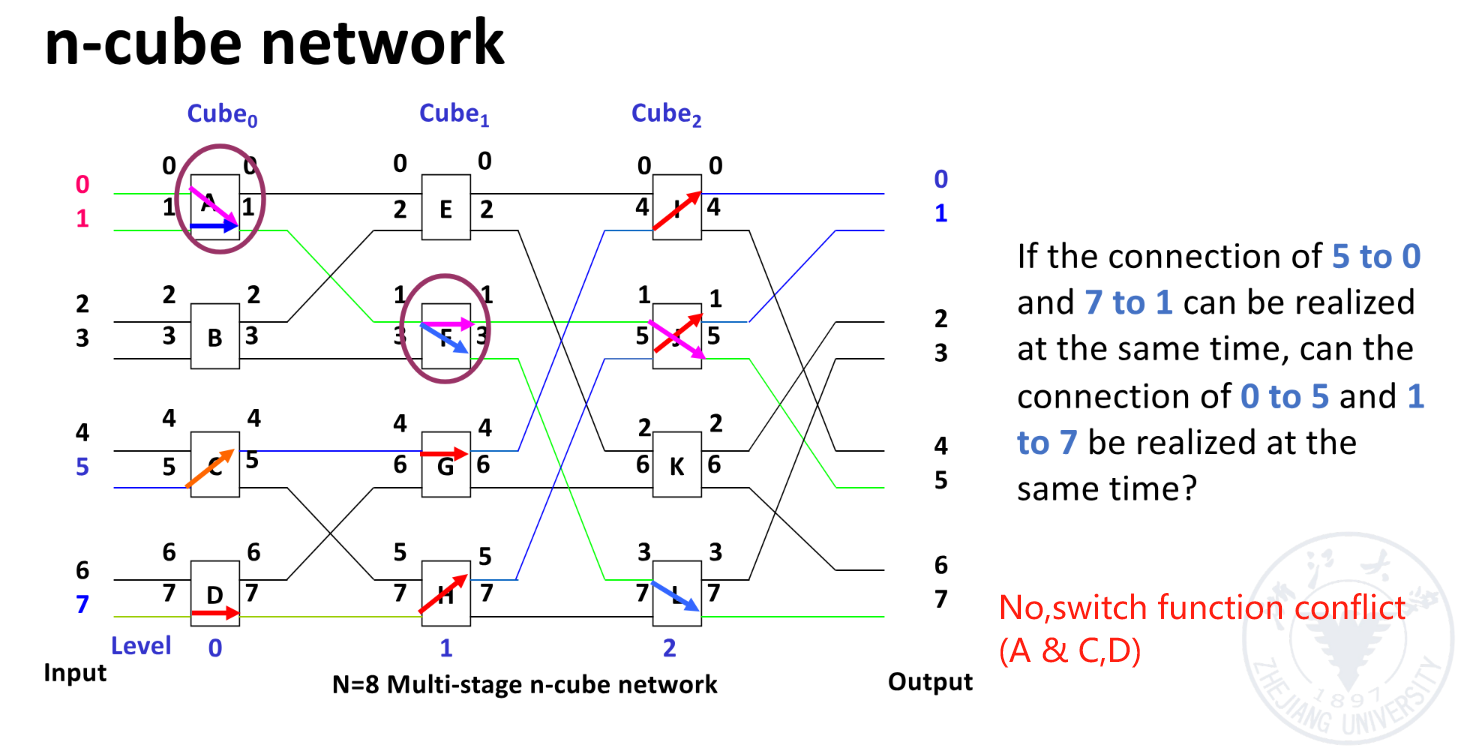 n-cube network
Cube0 Cube1 Cube2
0 0 0 0 0 0
0 A E I 0
1 1 1 2 2 4 4 1
2 2 2 1 1 1 1
3 3 B 3 3 F 3 5 J 5 2
3
4 4 4 4 4 2 2
5 5 C 5 6 G 6 6 K 6 4
5
6 6 6 5 5 3 3
7 7 D 7 7 H 7 7 L 7 6
7
Level 0 1 2
Input Output
N=8 Multi-stage n-cube network
If the connection of 5 to 0
and 7 to 1 can be realized
at the same time, can the
connection of 0 to 5 and 1
to 7 be realized at the
same time?
No,switch function conflict
(A & C,D)
ZHEJIANG UNIVERSITY
1897